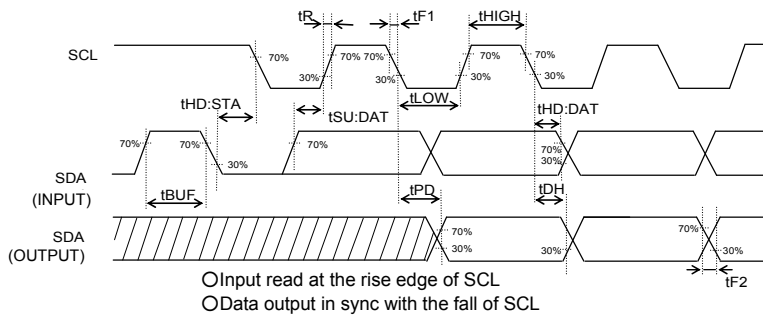 tR tF1 tHIGH
SCL
70% 70% 70% 70% 70%
30% 30% 30% 30%
tHD:STA tLOW
tSU:DAT tHD:DAT
70% 70% 70% 70%
30% 30%
SDA
(INPUT)
tBUF tPD tDH
SDA
(OUTPUT)
70% 70%
30% 30% 30%
tF2
○Input read at the rise edge of SCL
○Data output in sync with the fall of SCL